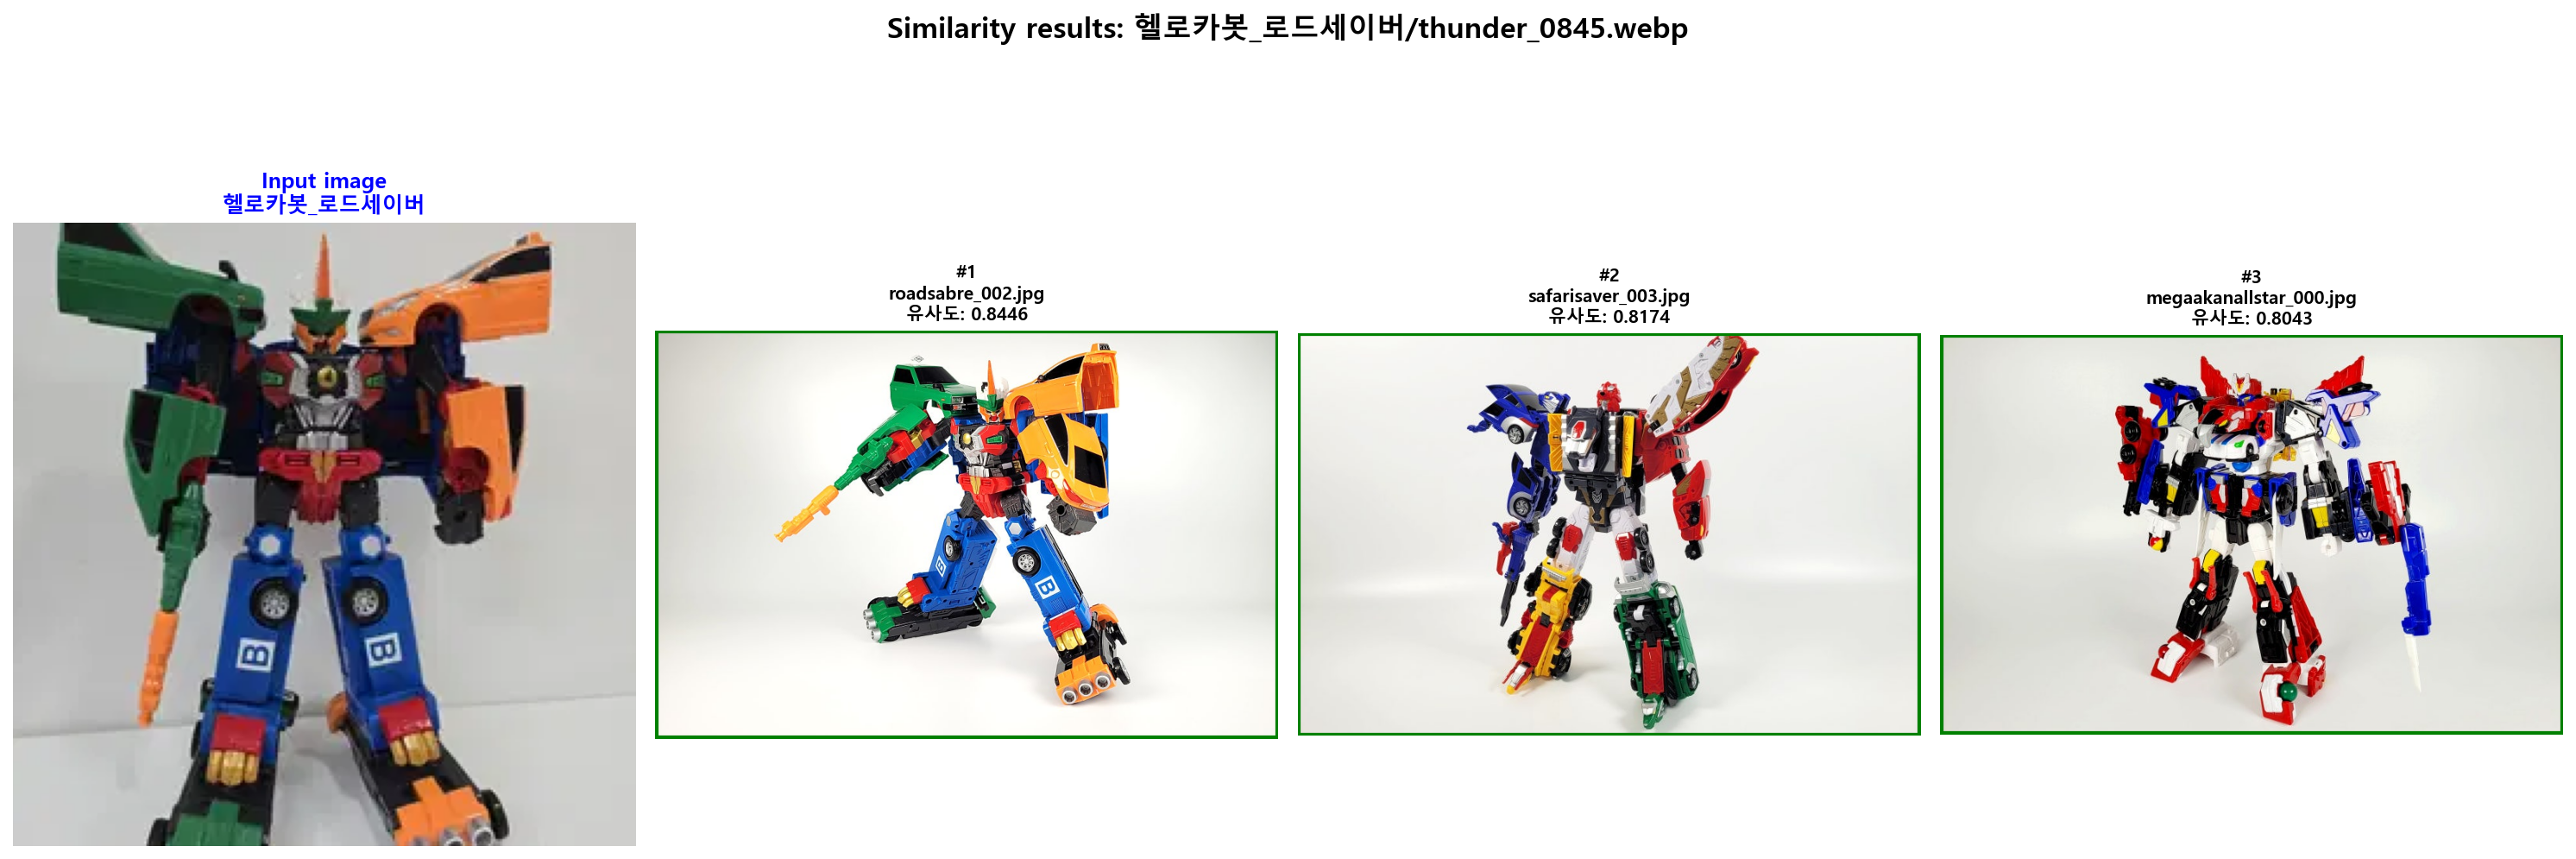 Similarity results: 헬로카봇_로드세이버/thunder_0845.webp
Input image
헬로카봇_로드세이버
#1
roadsabre_002.jpg
유사도: 0.8446
#2
safarisaver_003.jpg
유사도: 0.8174
#3
megaakanallstar_000.jpg
유사도: 0.8043
B
B
B
B